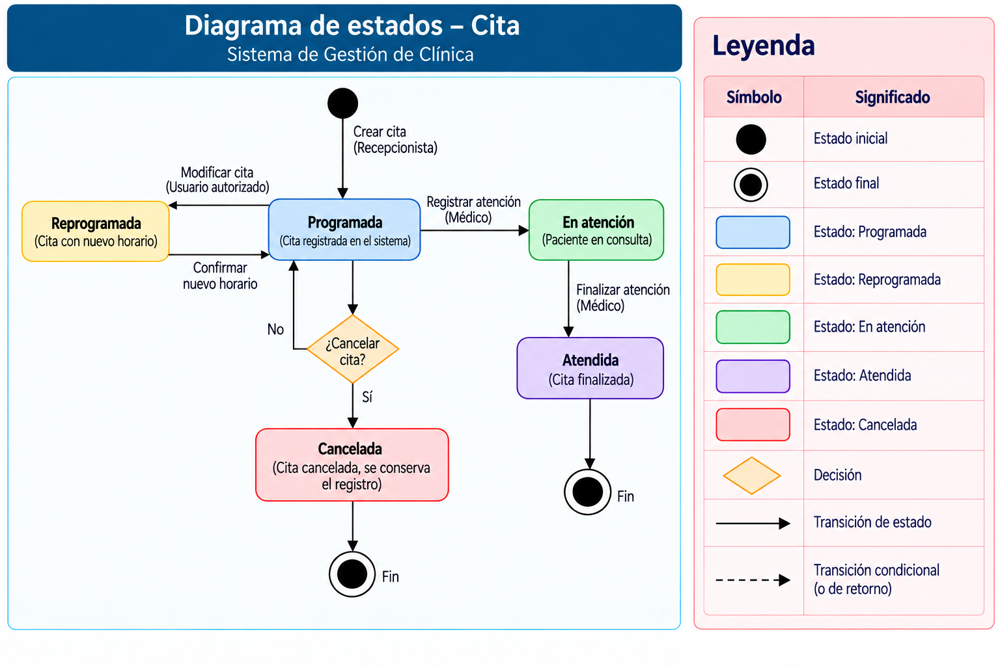 Diagrama de estados – Cita
Sistema de Gestión de Clínica
Crear cita
(Recepcionista)
Modificar cita
(Usuario autorizado)
Reprogramada
(Cita con nuevo horario)
Confirmar
nuevo horario
Programada
(Cita registrada en el sistema)
Registrar atención
(Médico)
En atención
(Paciente en consulta)
Finalizar atención
(Médico)
No
¿Cancelar
cita?
Sí
Atendida
(Cita finalizada)
Cancelada
(Cita cancelada, se conserva
el registro)
Fin
Fin
Leyenda
Símbolo
Significado
Estado inicial
Estado final
Estado: Programada
Estado: Reprogramada
Estado: En atención
Estado: Atendida
Estado: Cancelada
Decisión
Transición de estado
Transición condicional
(o de retorno)